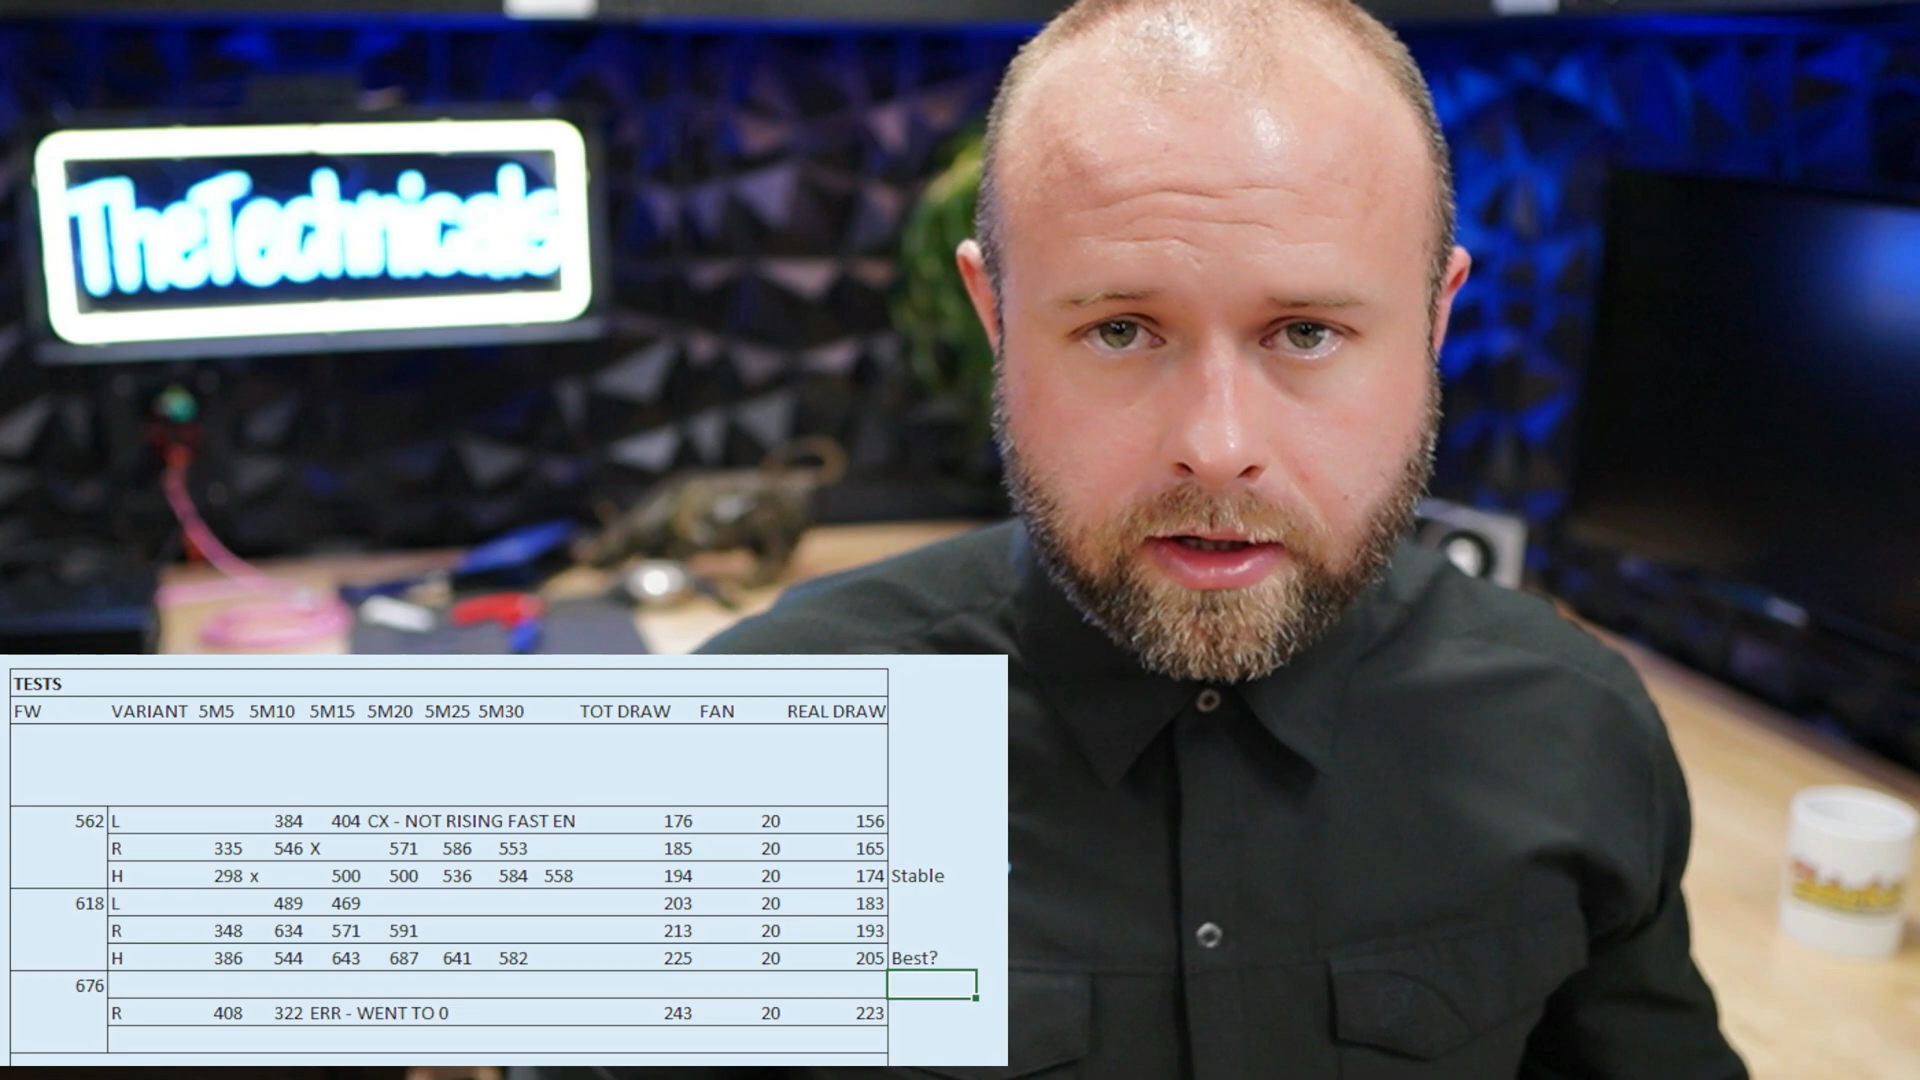 TheTechnicals
TESTS
FW VARIANT 5M5 5M10 5M15 5M20 5M25 5M30 TOT DRAW FAN REAL DRAW
562 L 384 404 CX - NOT RISING FAST EN 176 20 156
R 335 546 X 571 586 553 185 20 165
H 298 x 500 500 536 584 558 194 20 174 Stable
618 L 489 469 203 20 183
R 348 634 571 591 213 20 193
H 386 544 643 687 641 582 225 20 205 Best?
676
R 408 322 ERR - WENT TO 0 243 20 223